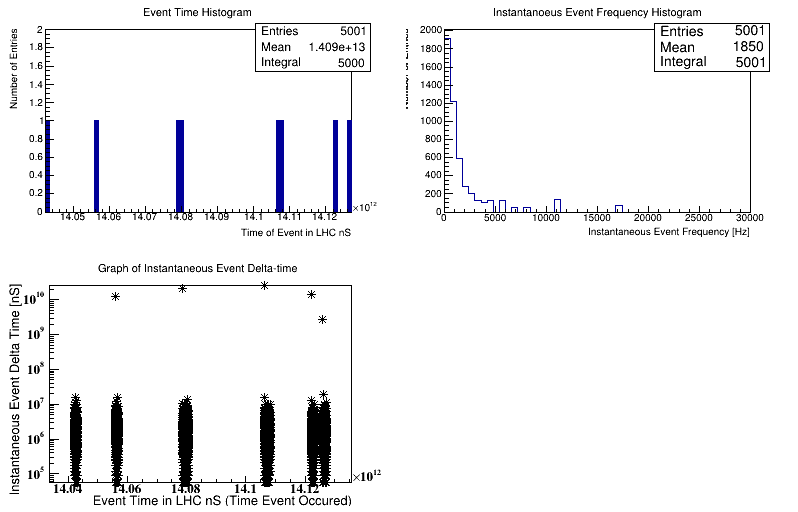 Event Time Histogram
Entries 5001
Mean 1.409e+13
Integral 5000
Number of Entries
2
1.8
1.6
1.4
1.2
1
0.8
0.6
0.4
0.2
0
14.05 14.06 14.07 14.08 14.09 14.1 14.11 14.12
×10¹²
Time of Event in LHC nS
Instantanoeus Event Frequency Histogram
Entries 5001
Mean 1850
Integral 5001
2000
1800
1600
1400
1200
1000
800
600
400
200
0
0 5000 10000 15000 20000 25000 30000
Instantaneous Event Frequency [Hz]
Graph of Instantaneous Event Delta-time
Instantaneous Event Delta Time [nS]
10¹⁰
10⁹
10⁸
10⁷
10⁶
10⁵
14.04 14.06 14.08 14.1 14.12
×10¹²
Event Time in LHC nS (Time Event Occured)